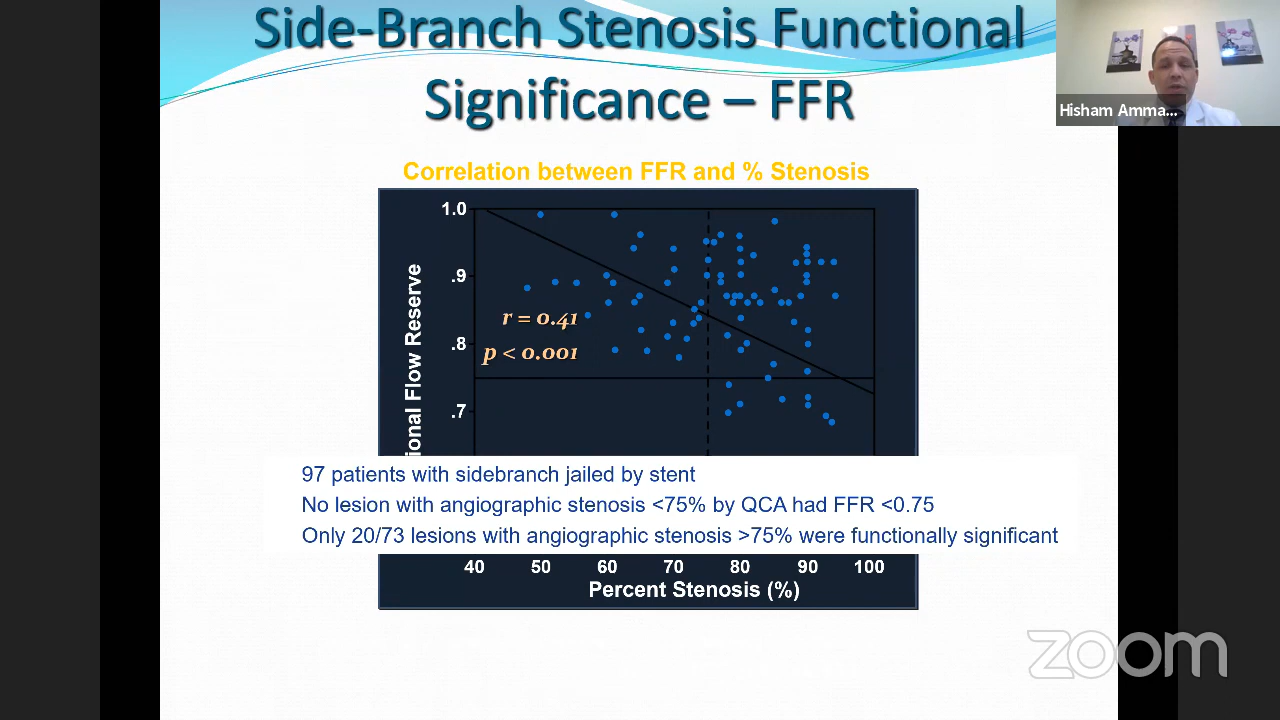 Side-Branch Stenosis Functional
Significance – FFR
Hisham Amma...
Correlation between FFR and % Stenosis
1.0
.9
.8
.7
ional Flow Reserve
r = 0.41
p < 0.001
97 patients with sidebranch jailed by stent
No lesion with angiographic stenosis <75% by QCA had FFR <0.75
Only 20/73 lesions with angiographic stenosis >75% were functionally significant
40 50 60 70 80 90 100
Percent Stenosis (%)
zoom